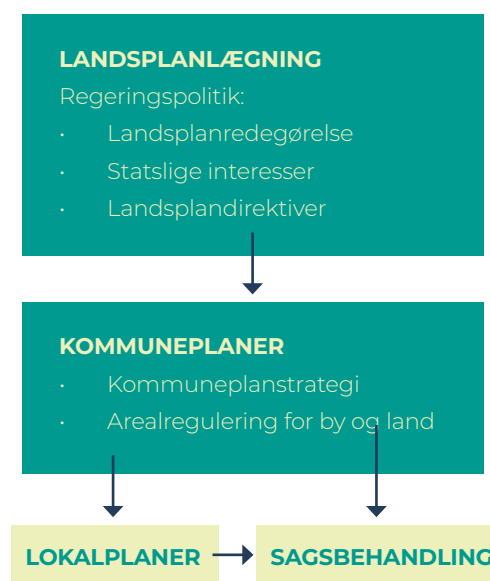 LANDSPLANLÆGNING
Regeringspolitik:
· Landsplanredegørelse
· Statslige interesser
· Landsplandirektiver
KOMMUNEPLANER
· Kommuneplanstrategi
· Arealregulering for by og land
LOKALPLANER
SAGSBEHANDLING